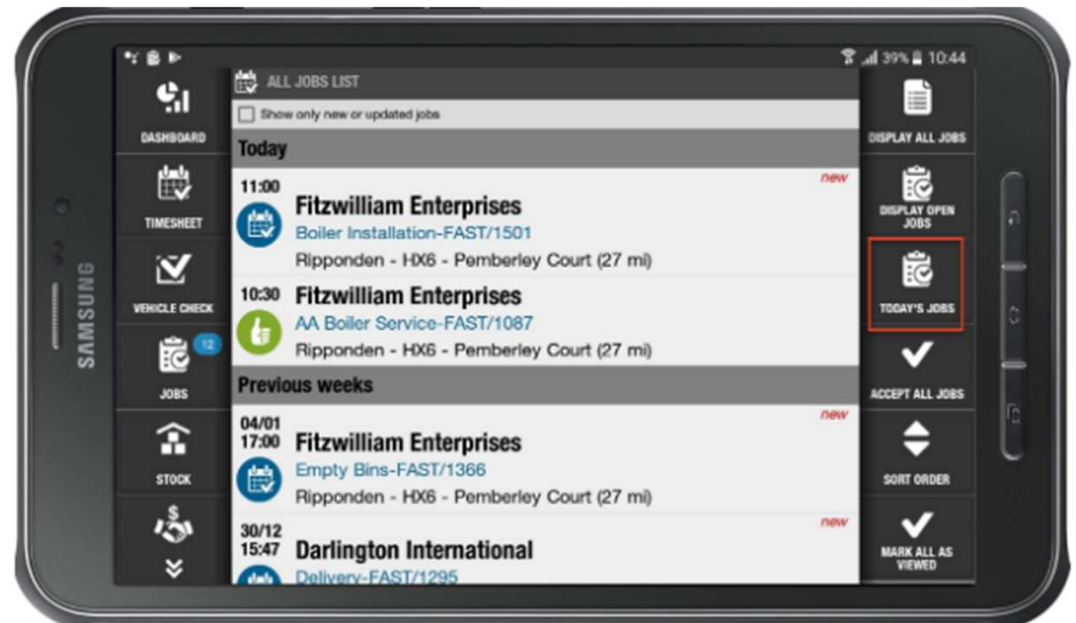 SAMSUNG
39% 10:44
DASHBOARD
TIMESHEET
VEHICLE CHECK
12
JOBS
STOCK
ALL JOBS LIST
Show only new or updated jobs
Today
11:00
new
Fitzwilliam Enterprises
Boiler Installation-FAST/1501
Ripponden - HX6 - Pemberley Court (27 mi)
10:30
Fitzwilliam Enterprises
AA Boiler Service-FAST/1087
Ripponden - HX6 - Pemberley Court (27 mi)
Previous weeks
04/01
17:00
new
Fitzwilliam Enterprises
Empty Bins-FAST/1366
Ripponden - HX6 - Pemberley Court (27 mi)
30/12
15:47
new
Darlington International
Delivery-FAST/1295
DISPLAY ALL JOBS
DISPLAY OPEN
JOBS
TODAY'S JOBS
ACCEPT ALL JOBS
SORT ORDER
MARK ALL AS
VIEWED